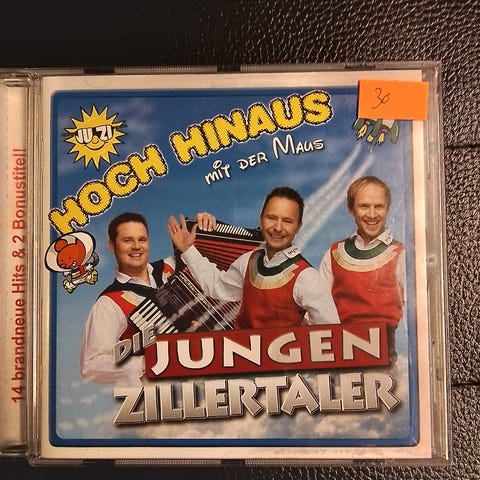 14 brandneue Hits & 2 Bonustitel!
JU ZI
HOCH HINAUS
MIT DER MAUS
30
DIE
JUNGEN
ZILLERTALER